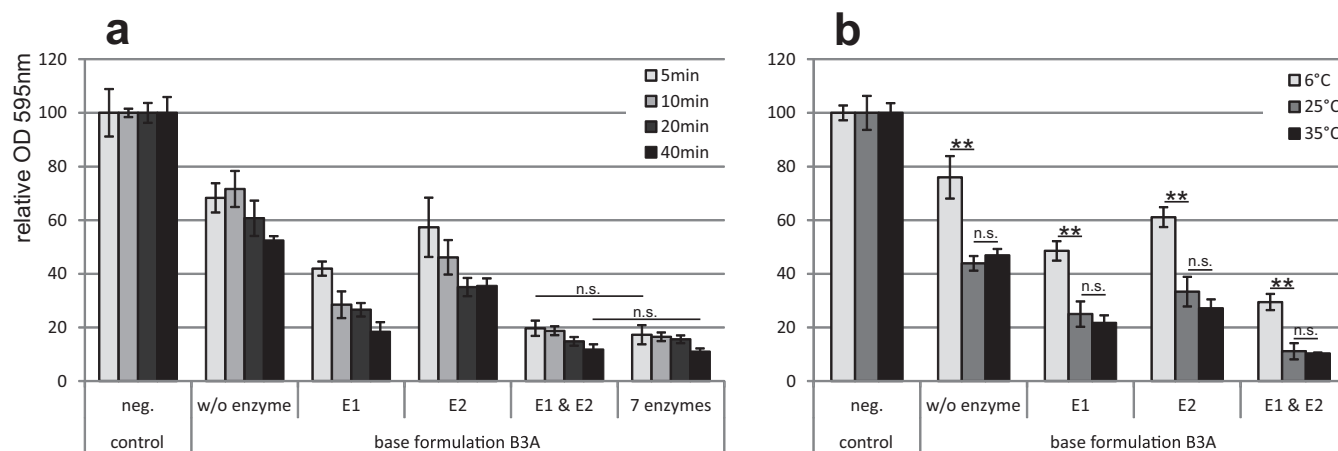 a
relative OD 595nm
120
100
80
60
40
20
0
5min
10min
20min
40min
n.s.
n.s.
neg.
w/o enzyme
E1
E2
E1 & E2
7 enzymes
control
base formulation B3A
b
120
100
80
60
40
20
0
6°C
25°C
35°C
**
n.s.
**
n.s.
**
n.s.
**
n.s.
neg.
w/o enzyme
E1
E2
E1 & E2
control
base formulation B3A